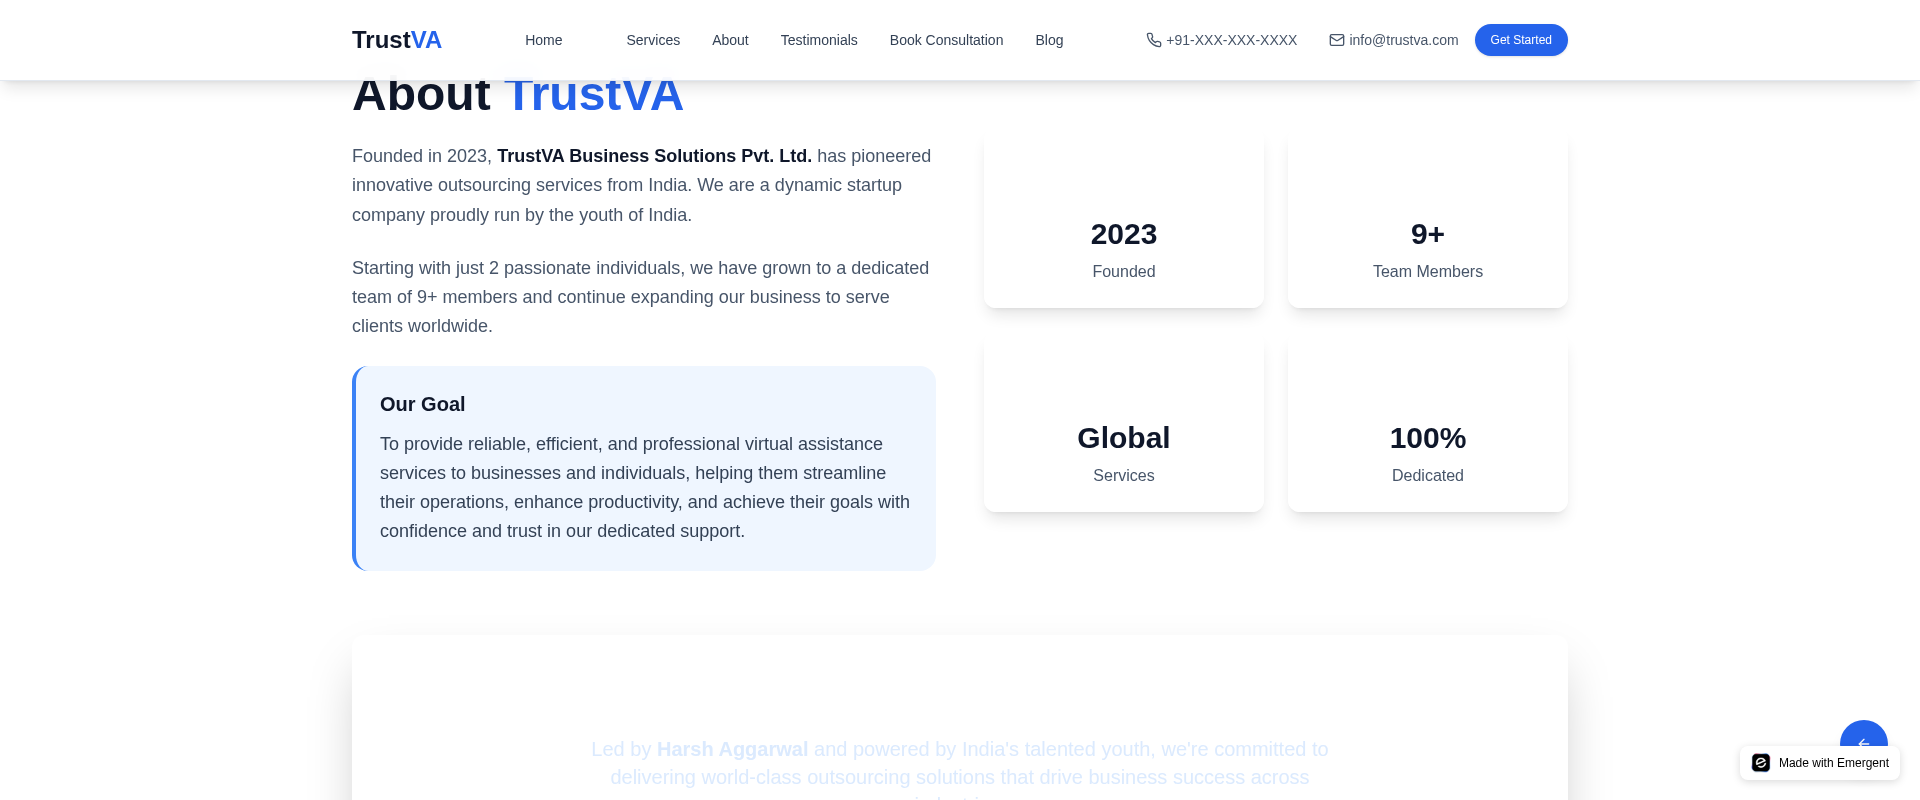 TrustVA
Home
Services
About
Testimonials
Book Consultation
Blog
+91-XXX-XXX-XXXX
info@trustva.com
Get Started
About TrustVA
Founded in 2023, TrustVA Business Solutions Pvt. Ltd. has pioneered
innovative outsourcing services from India. We are a dynamic startup
company proudly run by the youth of India.
Starting with just 2 passionate individuals, we have grown to a dedicated
team of 9+ members and continue expanding our business to serve
clients worldwide.
Our Goal
To provide reliable, efficient, and professional virtual assistance
services to businesses and individuals, helping them streamline
their operations, enhance productivity, and achieve their goals with
confidence and trust in our dedicated support.
2023
Founded
9+
Team Members
Global
Services
100%
Dedicated
Led by Harsh Aggarwal and powered by India's talented youth, we're committed to
delivering world-class outsourcing solutions that drive business success across
Made with Emergent